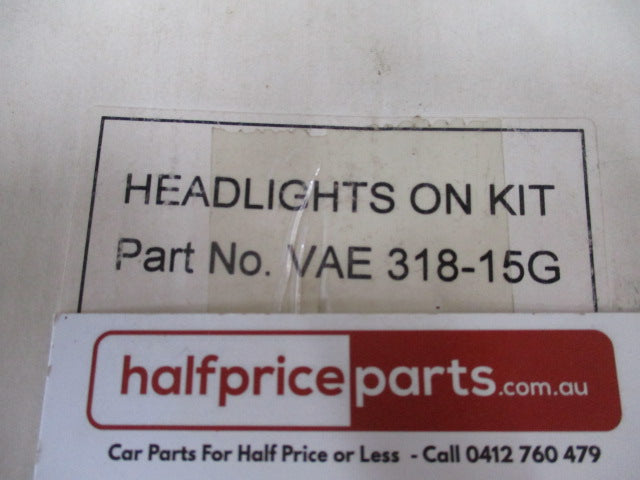 HEADLIGHTS ON KIT
Part No. VAE 318-15G
halfpriceparts.com.au
Car Parts For Half Price or Less - Call 0412 760 479